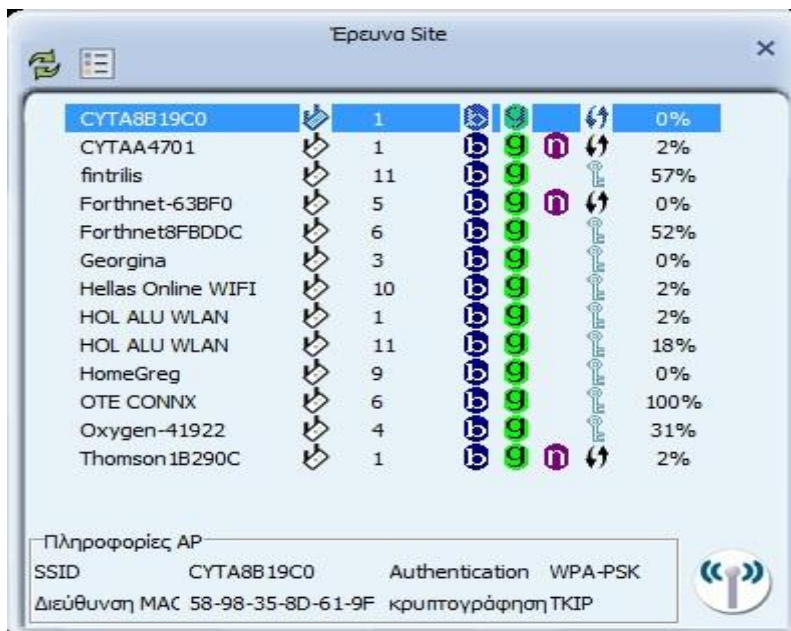 Έρευνα Site
CYTA8B19C0 1 b g 0%
CYTAA4701 1 b g n 2%
fintrilis 11 b g 57%
Forthnet-63BF0 5 b g n 0%
Forthnet8FBDDC 6 b g 52%
Georgina 3 b g 0%
Hellas Online WIFI 10 b g 2%
HOL ALU WLAN 1 b g 2%
HOL ALU WLAN 11 b g 18%
HomeGreg 9 b g 0%
OTE CONNX 6 b g 100%
Oxygen-41922 4 b g 31%
Thomson1B290C 1 b g n 2%
Πληροφορίες AP
SSID CYTA8B19C0 Authentication WPA-PSK
Διεύθυνση MAC 58-98-35-8D-61-9F κρυπτογράφηση TKIP